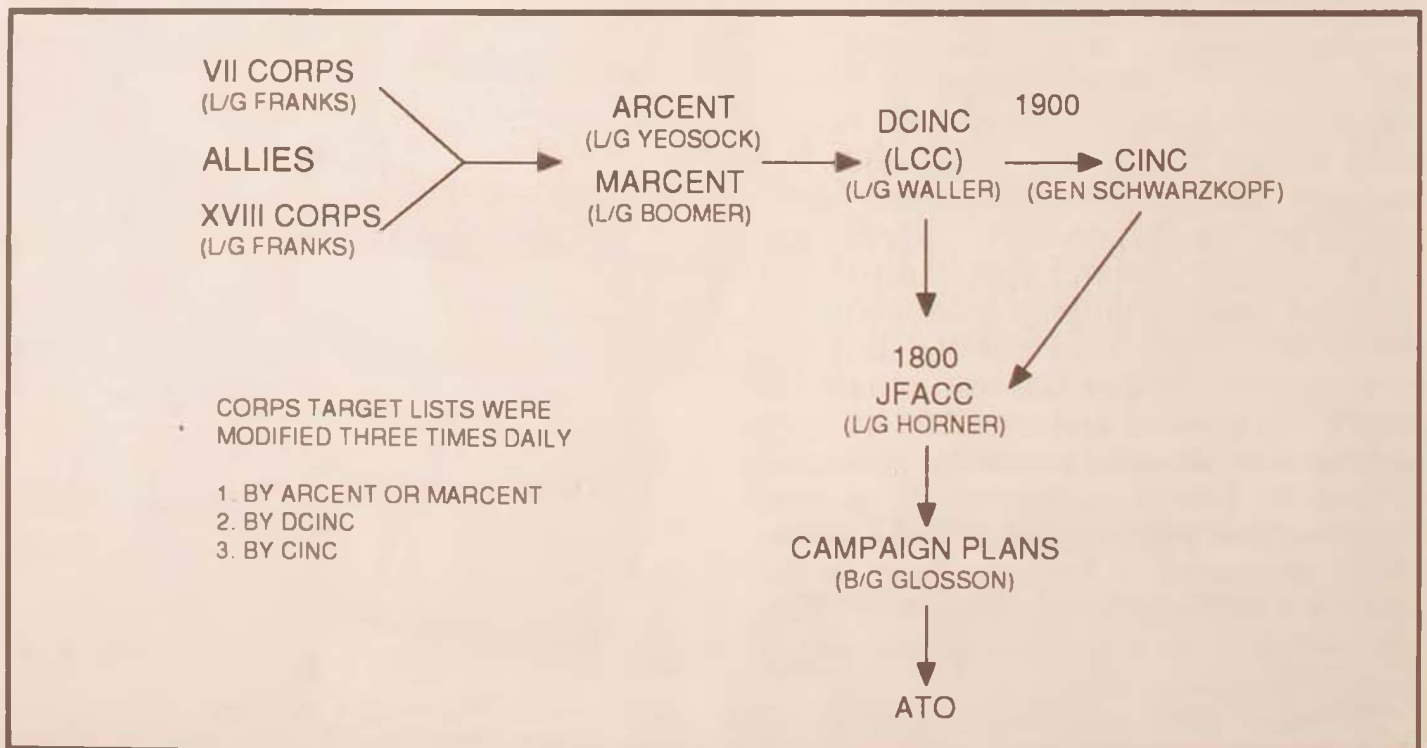 VII CORPS
(L/G FRANKS)
ALLIES
XVIII CORPS
(L/G FRANKS)
ARCENT
(L/G YEOSOCK)
MARCENT
(L/G BOOMER)
DCINC
(LCC)
(L/G WALLER)
1900
CINC
(GEN SCHWARZKOPF)
1800
JFACC
(L/G HORNER)
CAMPAIGN PLANS
(B/G GLOSSON)
ATO
CORPS TARGET LISTS WERE
MODIFIED THREE TIMES DAILY
1. BY ARCENT OR MARCENT
2. BY DCINC
3. BY CINC